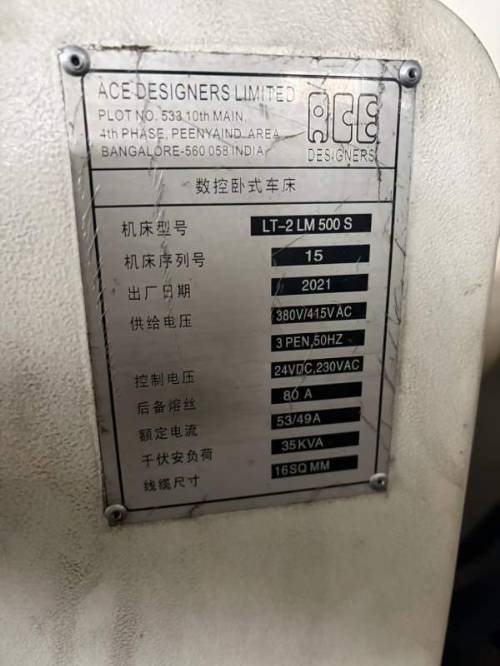 ACE DESIGNERS LIMITED
PLOT NO. 533 10th MAIN,
4th PHASE, PEENYAIND. AREA
BANGALORE-560 058 INDIA
ACE
DESIGNERS
数控卧式车床
机床型号 LT-2 LM 500 S
机床序列号 15
出厂日期 2021
供给电压 380V/415V AC
3 PEN,50HZ
控制电压 24VDC,230VAC
后备熔丝 80 A
额定电流 53/49A
千伏安负荷 35KVA
线缆尺寸 16SQ MM